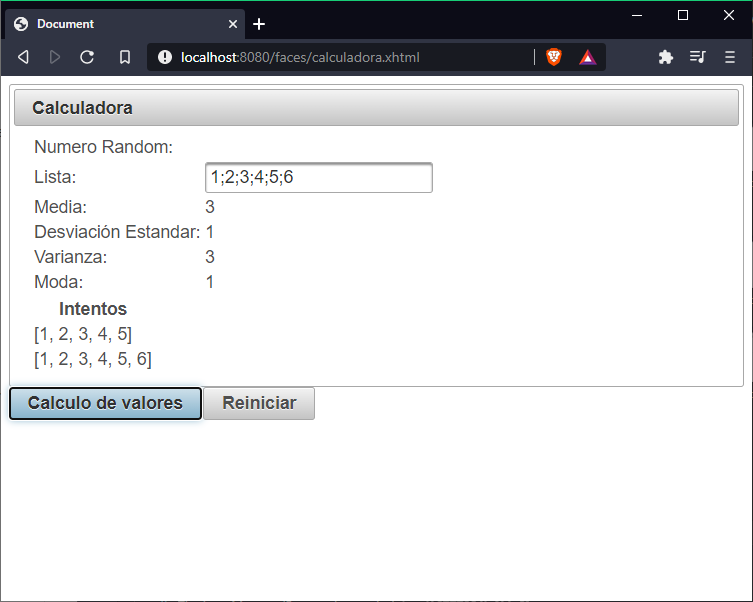 Document
localhost:8080/faces/calculadora.xhtml
Calculadora
Numero Random:
Lista: 1;2;3;4;5;6
Media: 3
Desviación Estandar: 1
Varianza: 3
Moda: 1
Intentos
[1, 2, 3, 4, 5]
[1, 2, 3, 4, 5, 6]
Calculo de valores Reiniciar